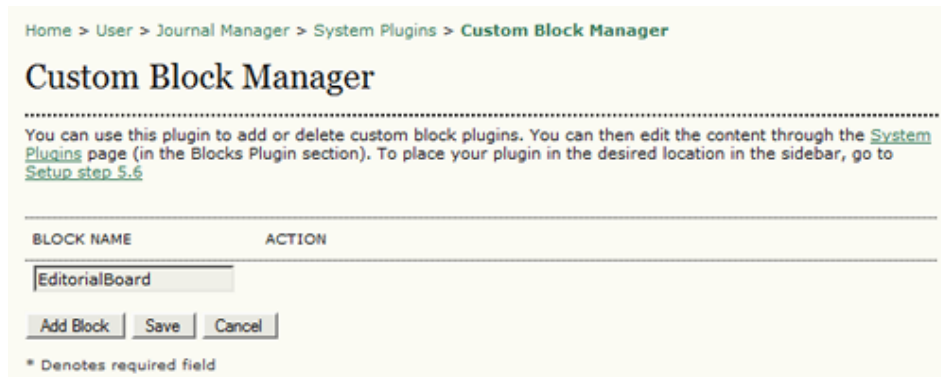 Home > User > Journal Manager > System Plugins > Custom Block Manager
Custom Block Manager
You can use this plugin to add or delete custom block plugins. You can then edit the content through the System
Plugins page (in the Blocks Plugin section). To place your plugin in the desired location in the sidebar, go to
Setup step 5.6
BLOCK NAME ACTION
EditorialBoard
Add Block Save Cancel
* Denotes required field